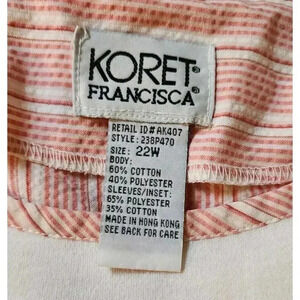 KORET®
FRANCISCA®
RETAIL ID# AK407
STYLE: 238P470
SIZE: 22W
BODY:
60% COTTON
40% POLYESTER
SLEEVES/INSET:
65% POLYESTER
35% COTTON
MADE IN HONG KONG
SEE BACK FOR CARE